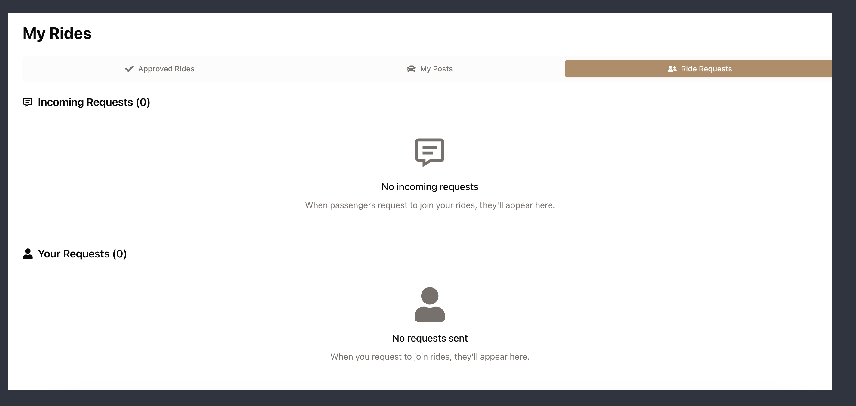 My Rides
Approved Rides
My Posts
Ride Requests
Incoming Requests (0)
No incoming requests
When passengers request to join your rides, they'll appear here.
Your Requests (0)
No requests sent
When you request to join rides, they'll appear here.